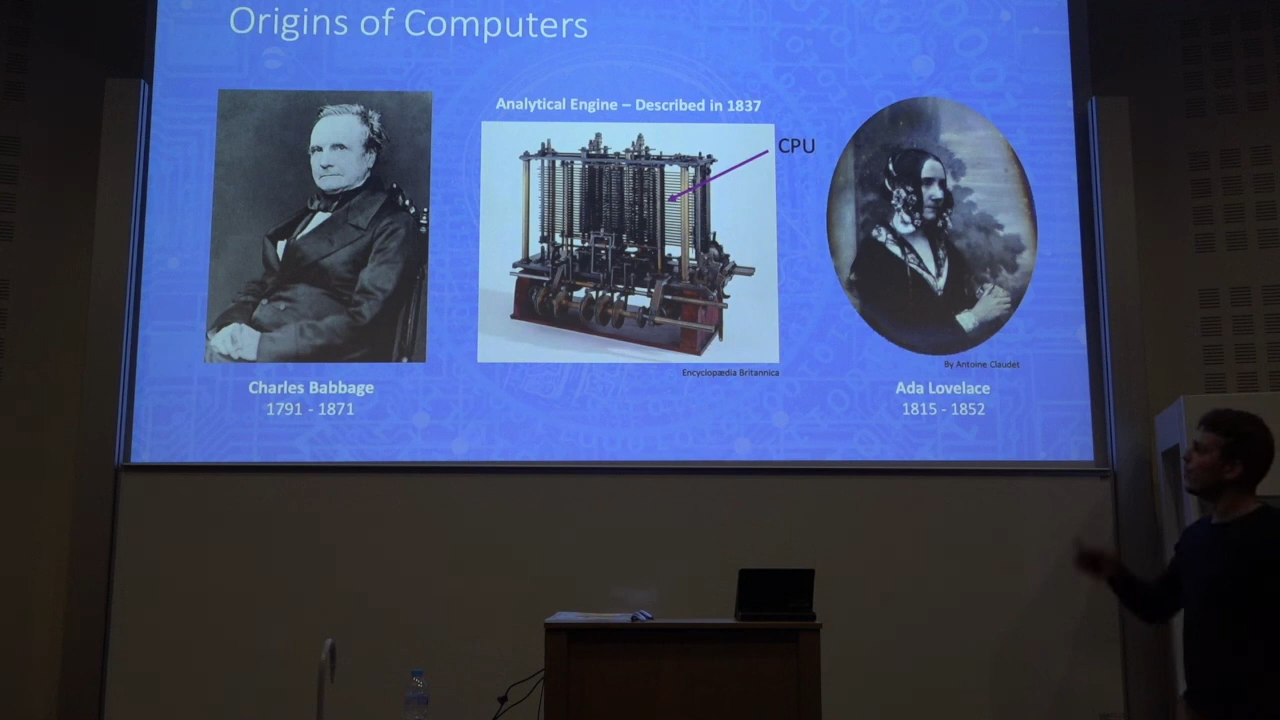 Origins of Computers
Analytical Engine – Described in 1837
CPU
Encyclopædia Britannica
By Antoine Claudet
Charles Babbage
1791 - 1871
Ada Lovelace
1815 - 1852